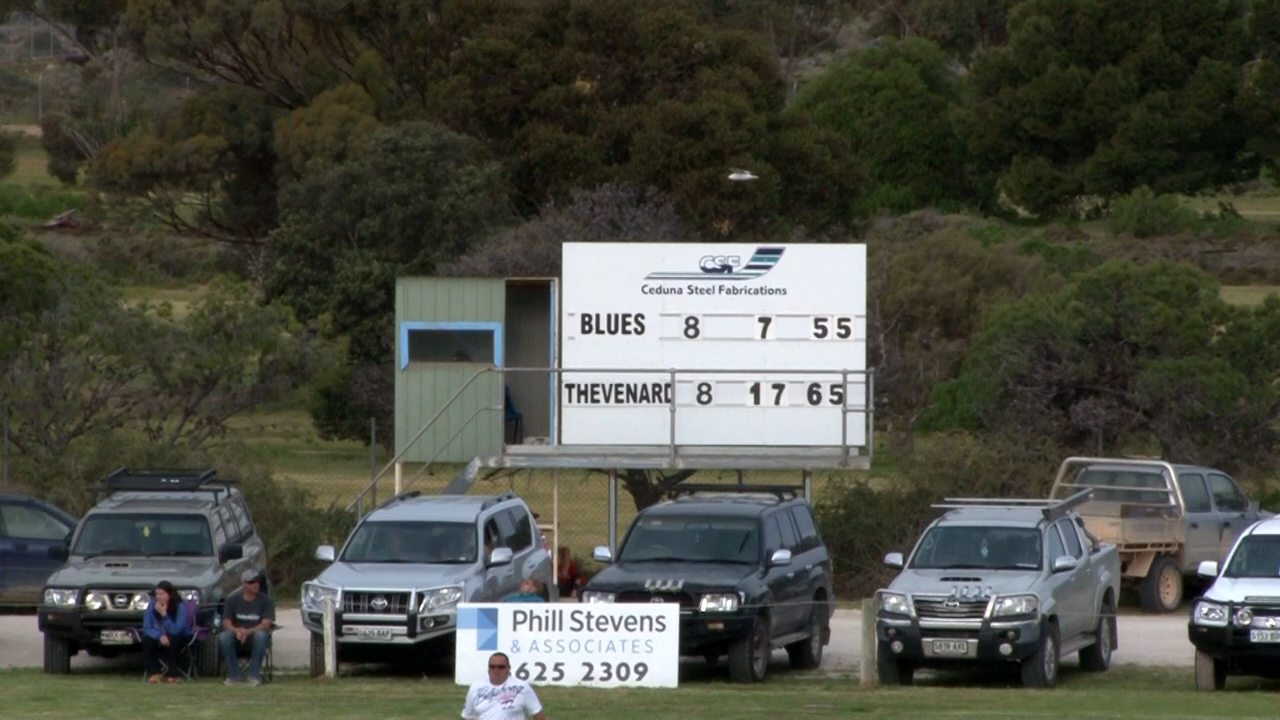 CSF
Ceduna Steel Fabrications
BLUES 8 7 55
THEVENARD 8 17 65
Phill Stevens
& ASSOCIATES
625 2309